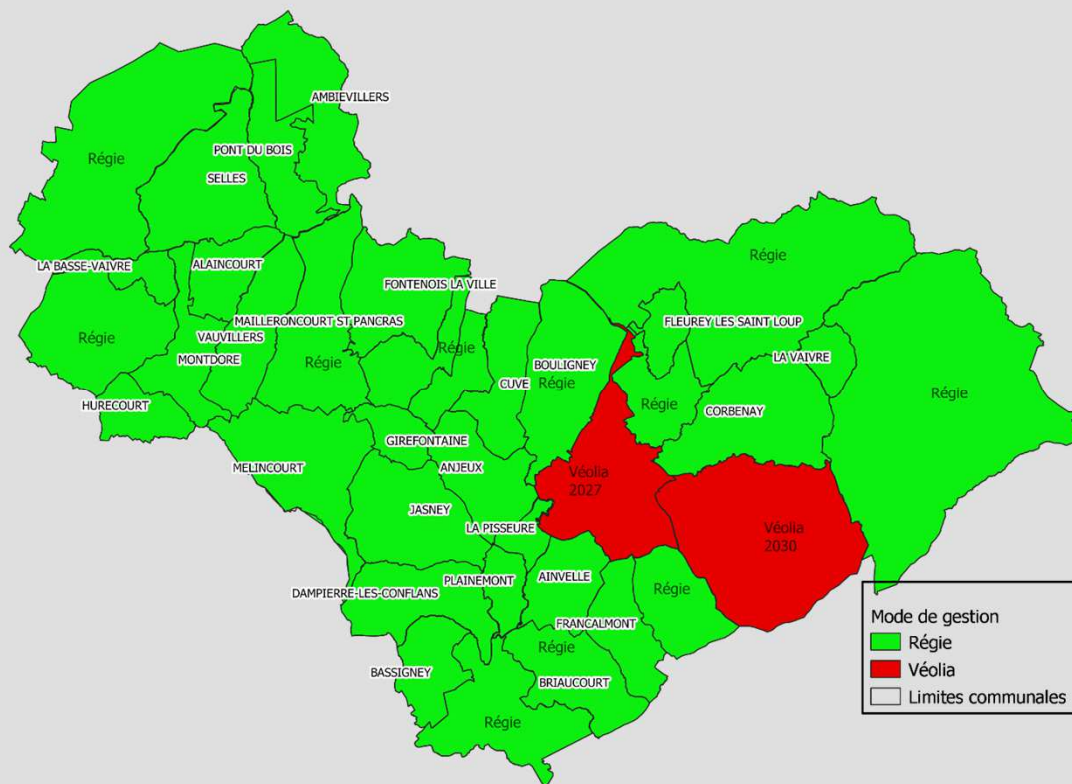 AMBIEVILLERS
PONT DU BOIS
Régie
SELLES
Régie
LA BASSE-VAIVRE
ALAINCOURT
FONTENOIS LA VILLE
MAILLERONCOURT ST PANCRAS
FLEUREY LES SAINT LOUP
Régie
VAUVILLERS
Régie
Régie
MONTDORE
LA VAIVRE
BOULIGNEY
Régie
CUVE
Régie
HURECOURT
Régie
CORBENAY
GIREFONTAINE
MELINCOURT
ANJEUX
Véolia
2027
JASNEY
LA PISSEURE
Véolia
2030
PLAINEMONT
AINVELLE
DAMPIERRE-LES-CONFLANS
Régie
FRANCALMONT
Régie
BASSIGNEY
BRIAUCOURT
Régie
Mode de gestion
Régie
Véolia
Limites communales